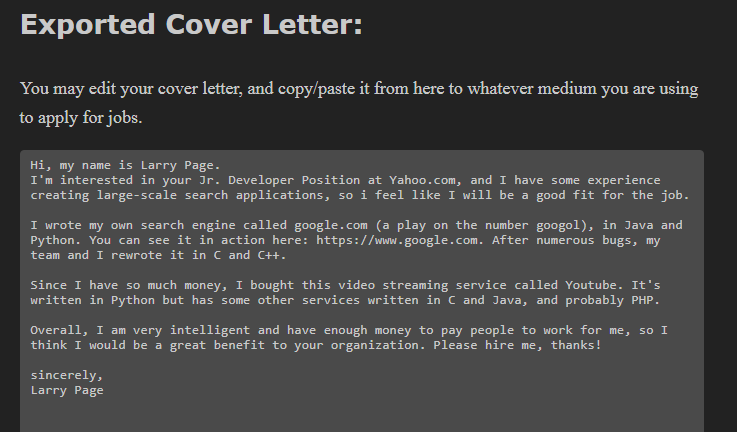 Exported Cover Letter:
You may edit your cover letter, and copy/paste it from here to whatever medium you are using
to apply for jobs.
Hi, my name is Larry Page.
I'm interested in your Jr. Developer Position at Yahoo.com, and I have some experience
creating large-scale search applications, so i feel like I will be a good fit for the job.
I wrote my own search engine called google.com (a play on the number googol), in Java and
Python. You can see it in action here: https://www.google.com. After numerous bugs, my
team and I rewrote it in C and C++.
Since I have so much money, I bought this video streaming service called Youtube. It's
written in Python but has some other services written in C and Java, and probably PHP.
Overall, I am very intelligent and have enough money to pay people to work for me, so I
think I would be a great benefit to your organization. Please hire me, thanks!
sincerely,
Larry Page